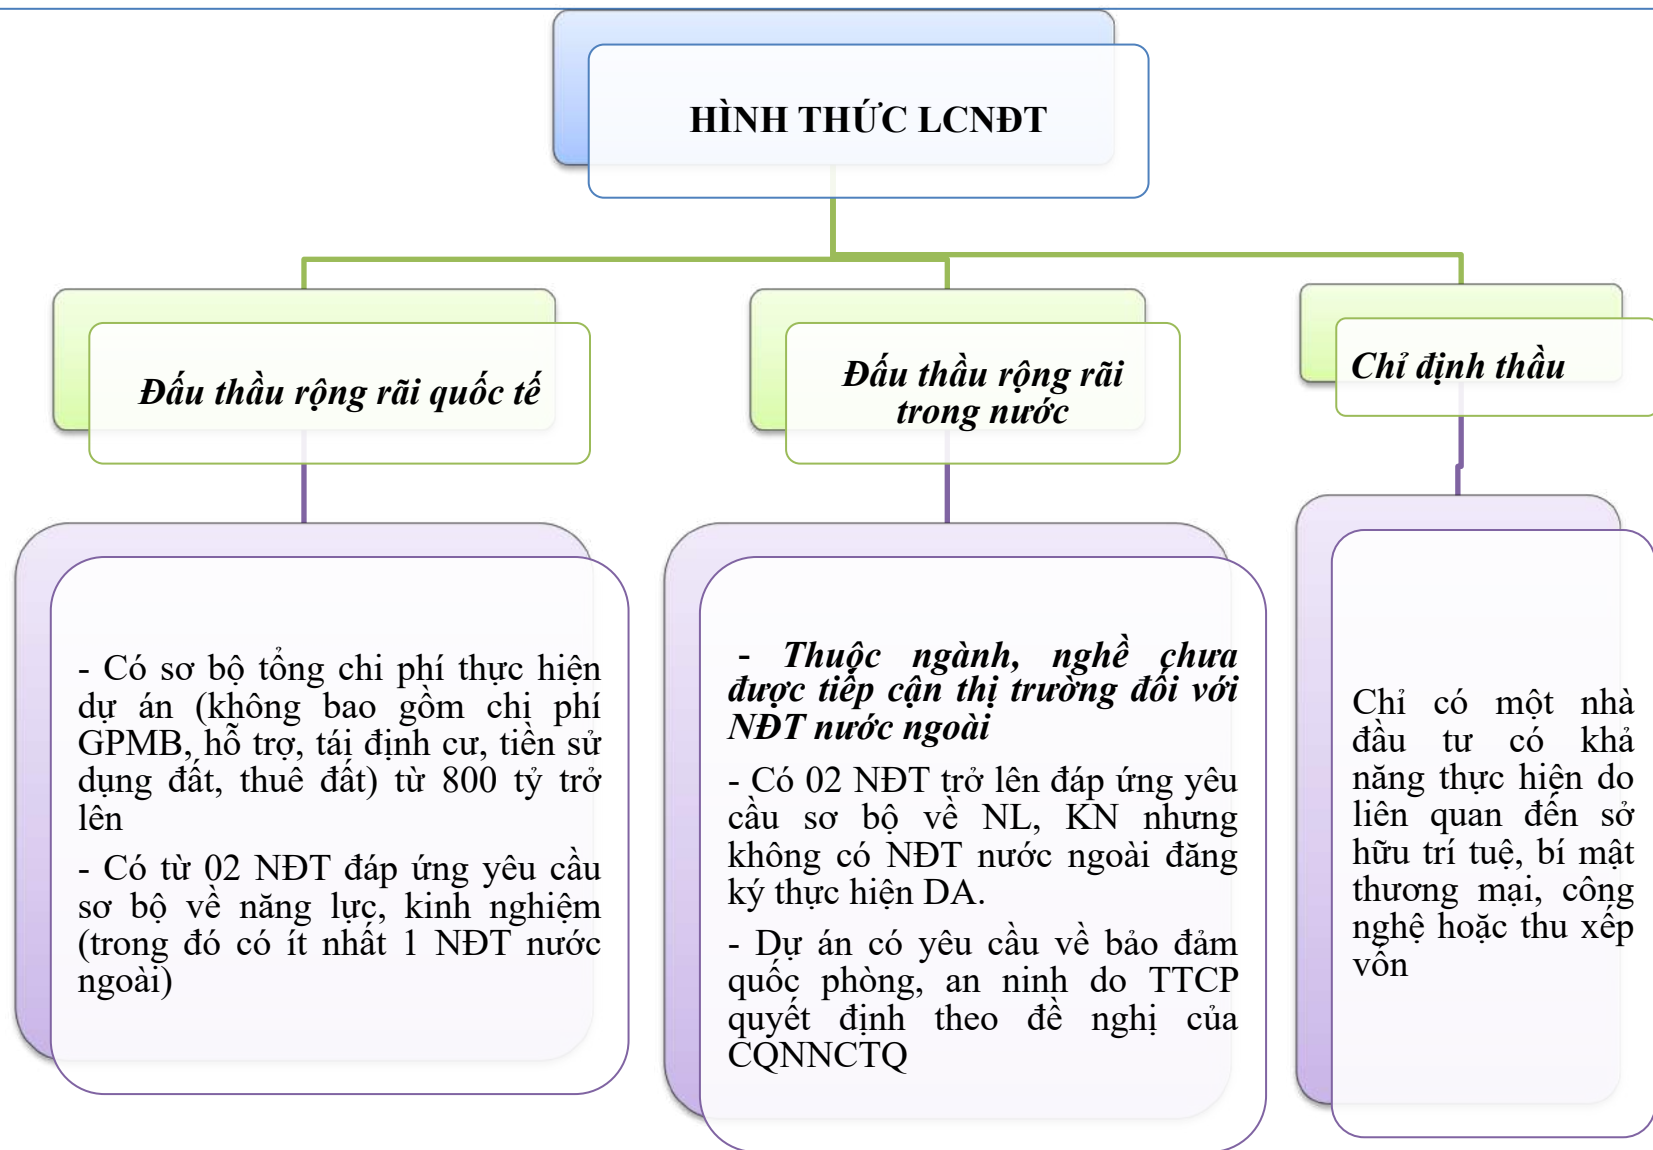 HÌNH THỨC LCNĐT
Đấu thầu rộng rãi quốc tế
- Có sơ bộ tổng chi phí thực hiện
dự án (không bao gồm chi phí
GPMB, hỗ trợ, tái định cư, tiền sử
dụng đất, thuê đất) từ 800 tỷ trở
lên
- Có từ 02 NĐT đáp ứng yêu cầu
sơ bộ về năng lực, kinh nghiệm
(trong đó có ít nhất 1 NĐT nước
ngoài)
Đấu thầu rộng rãi
trong nước
- Thuộc ngành, nghề chưa
được tiếp cận thị trường đối với
NĐT nước ngoài
- Có 02 NĐT trở lên đáp ứng yêu
cầu sơ bộ về NL, KN nhưng
không có NĐT nước ngoài đăng
ký thực hiện DA.
- Dự án có yêu cầu về bảo đảm
quốc phòng, an ninh do TTCP
quyết định theo đề nghị của
CQNNCTQ
Chỉ định thầu
Chỉ có một nhà
đầu tư có khả
năng thực hiện do
liên quan đến sở
hữu trí tuệ, bí mật
thương mại, công
nghệ hoặc thu xếp
vốn